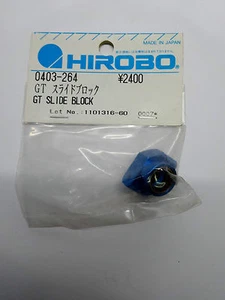 MADE IN JAPAN
HIROBO
0403-264 ¥2400
GT スライドブロック
GT SLIDE BLOCK
Lot No.:1101316-60